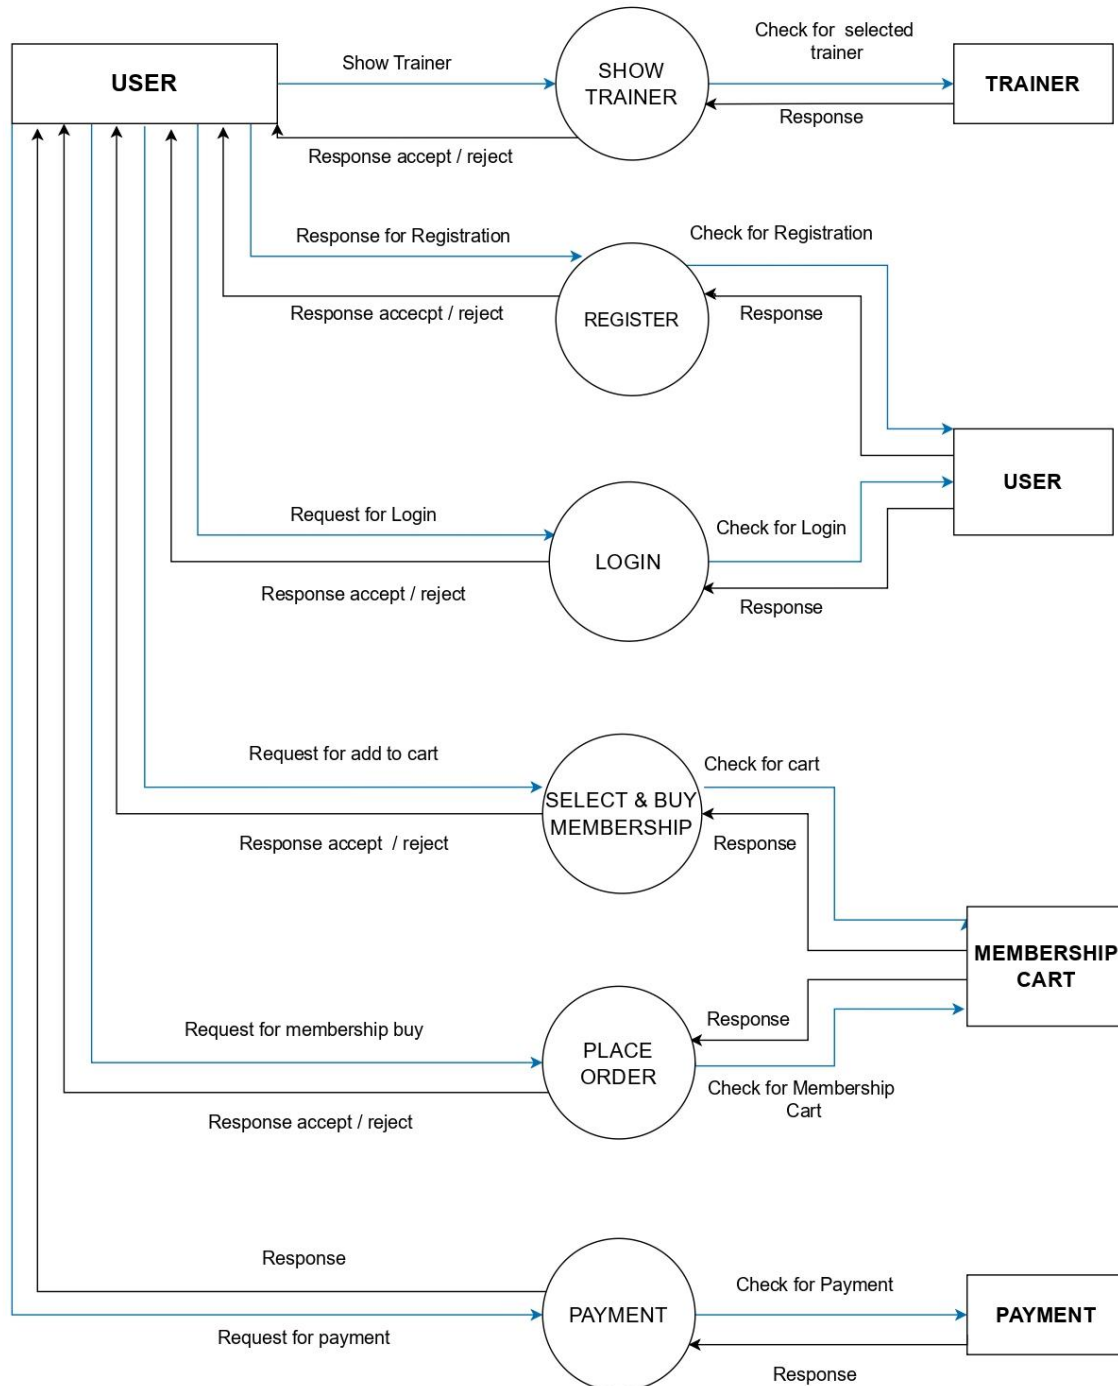 USER
Show Trainer
SHOW
TRAINER
Check for selected
trainer
TRAINER
Response
Response accept / reject
Response for Registration
Check for Registration
Response accecpt / reject
REGISTER
Response
USER
Request for Login
LOGIN
Check for Login
Response accept / reject
Response
Request for add to cart
SELECT & BUY
MEMBERSHIP
Check for cart
Response accept / reject
Response
MEMBERSHIP
CART
Request for membership buy
PLACE
ORDER
Response
Check for Membership
Cart
Response accept / reject
Response
PAYMENT
Check for Payment
PAYMENT
Request for payment
Response